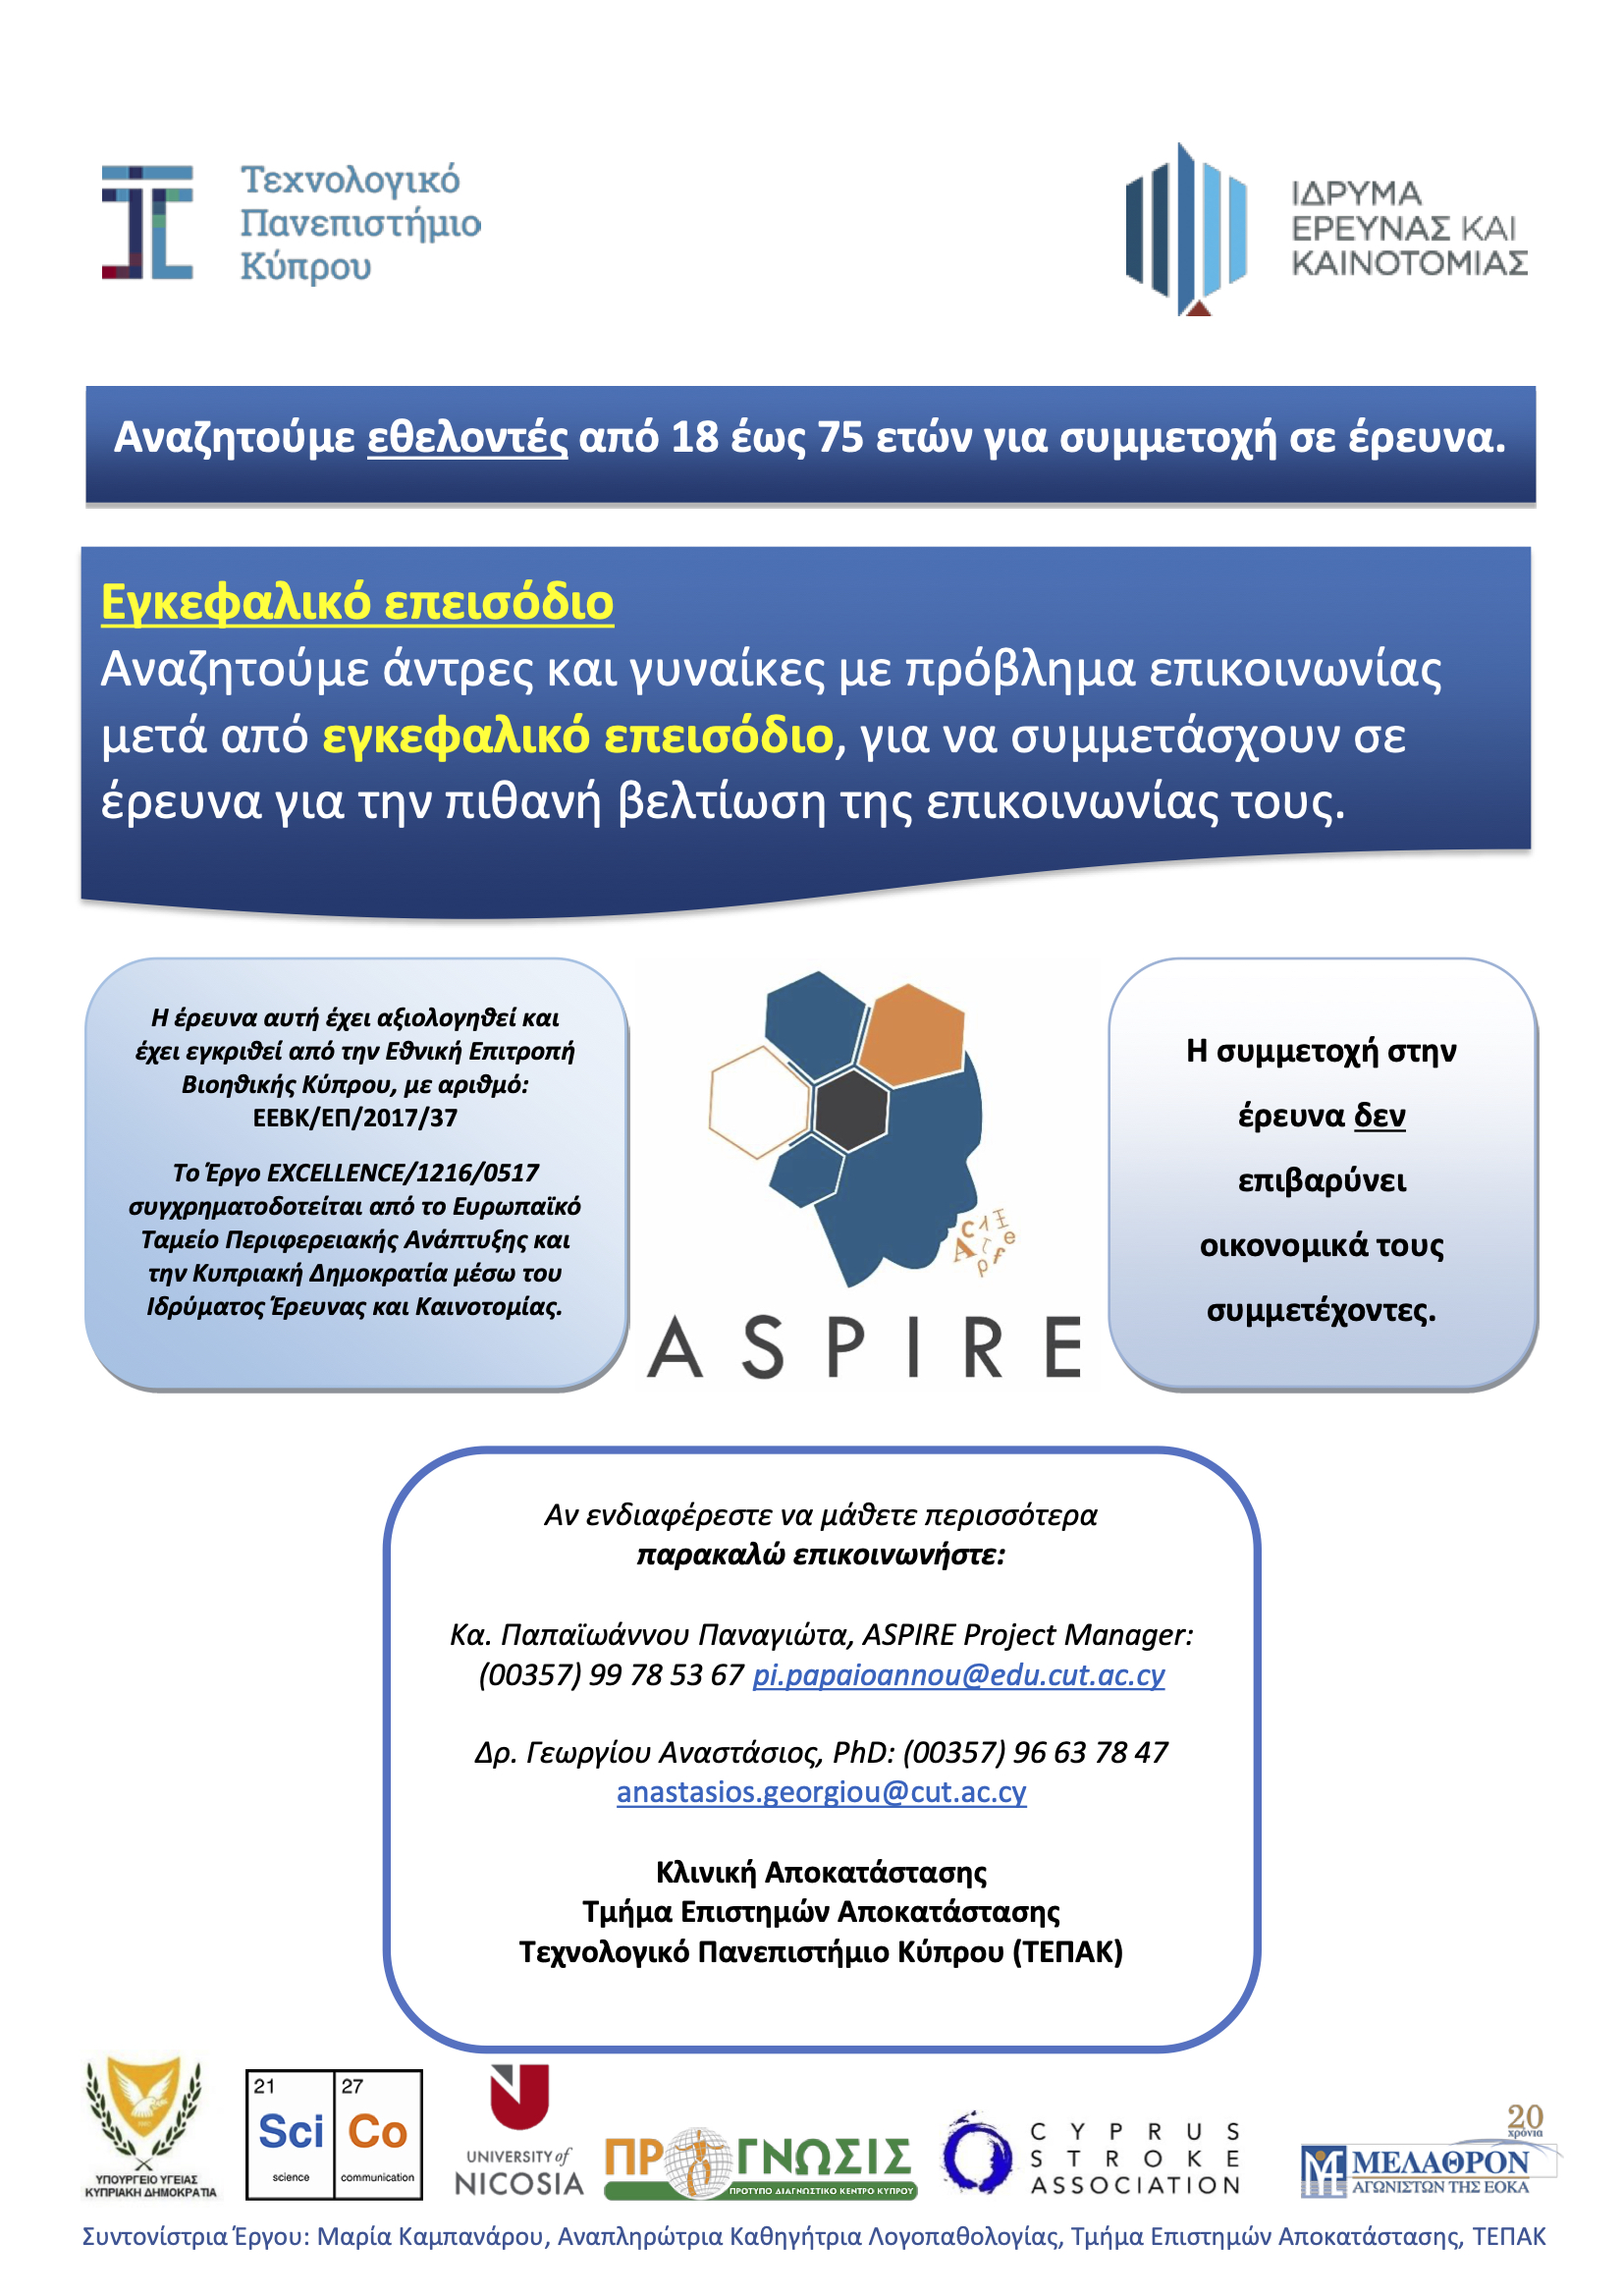 Τεχνολογικό
Πανεπιστήμιο
Κύπρου
ΙΔΡΥΜΑ
ΕΡΕΥΝΑΣ ΚΑΙ
ΚΑΙΝΟΤΟΜΙΑΣ
Αναζητούμε εθελοντές από 18 έως 75 ετών για συμμετοχή σε έρευνα.
Εγκεφαλικό επεισόδιο
Αναζητούμε άντρες και γυναίκες με πρόβλημα επικοινωνίας
μετά από εγκεφαλικό επεισόδιο, για να συμμετάσχουν σε
έρευνα για την πιθανή βελτίωση της επικοινωνίας τους.
Η έρευνα αυτή έχει αξιολογηθεί και
έχει εγκριθεί από την Εθνική Επιτροπή
Βιοηθικής Κύπρου, με αριθμό:
ΕΕΒΚ/ΕΠ/2017/37
Το Έργο EXCELLENCE/1216/0517
συγχρηματοδοτείται από το Ευρωπαϊκό
Ταμείο Περιφερειακής Ανάπτυξης και
την Κυπριακή Δημοκρατία μέσω του
Ιδρύματος Έρευνας και Καινοτομίας.
ASPIRE
Η συμμετοχή στην
έρευνα δεν
επιβαρύνει
οικονομικά τους
συμμετέχοντες.
Αν ενδιαφέρεστε να μάθετε περισσότερα
παρακαλώ επικοινωνήστε:
Κα. Παπαϊωάννου Παναγιώτα, ASPIRE Project Manager:
(00357) 99 78 53 67 pi.papaioannou@edu.cut.ac.cy
Δρ. Γεωργίου Αναστάσιος, PhD: (00357) 96 63 78 47
anastasios.georgiou@cut.ac.cy
Κλινική Αποκατάστασης
Τμήμα Επιστημών Αποκατάστασης
Τεχνολογικό Πανεπιστήμιο Κύπρου (ΤΕΠΑΚ)
ΥΠΟΥΡΓΕΙΟ ΥΓΕΙΑΣ
ΚΥΠΡΙΑΚΗ ΔΗΜΟΚΡΑΤΙΑ
21 27
Sci Co
science communication
UNIVERSITY of
NICOSIA
ΠΡΟΓΝΩΣΙΣ
ΠΡΟΤΥΠΟ ΔΙΑΓΝΩΣΤΙΚΟ ΚΕΝΤΡΟ ΚΥΠΡΟΥ
CYPRUS
STROKE
ASSOCIATION
20
χρόνια
ΜΕΛΑΘΡΟΝ
ΑΓΩΝΙΣΤΩΝ ΤΗΣ ΕΟΚΑ
Συντονίστρια Έργου: Μαρία Καμπανάρου, Αναπληρώτρια Καθηγήτρια Λογοπαθολογίας, Τμήμα Επιστημών Αποκατάστασης, ΤΕΠΑΚ